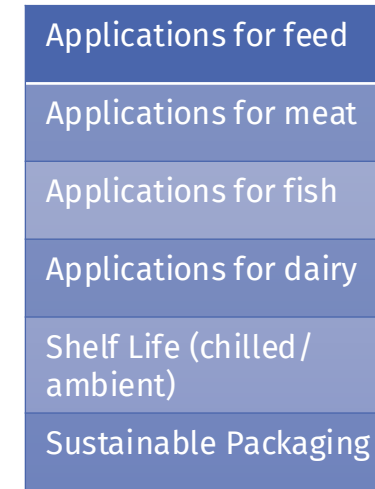 Applications for feed
Applications for meat
Applications for fish
Applications for dairy
Shelf Life (chilled/
ambient)
Sustainable Packaging